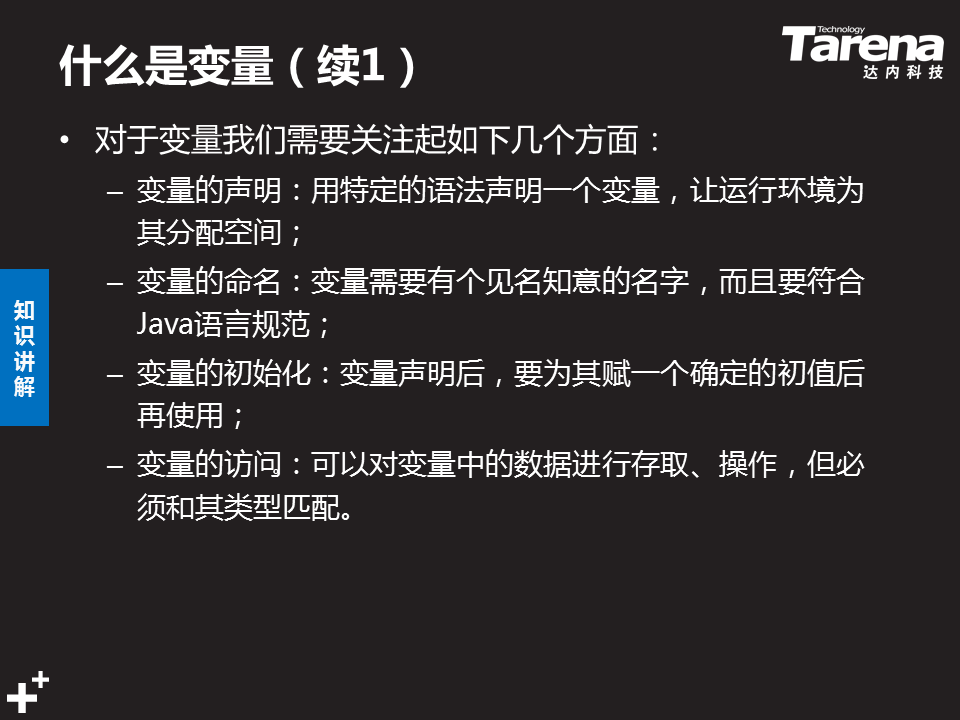 什么是变量（续1）
Technology
Tarena
达内科技
• 对于变量我们需要关注起如下几个方面：
– 变量的声明：用特定的语法声明一个变量，让运行环境为
其分配空间；
– 变量的命名：变量需要有个见名知意的名字，而且要符合
Java语言规范；
– 变量的初始化：变量声明后，要为其赋一个确定的初值后
再使用；
– 变量的访问：可以对变量中的数据进行存取、操作，但必
须和其类型匹配。
知
识
讲
解